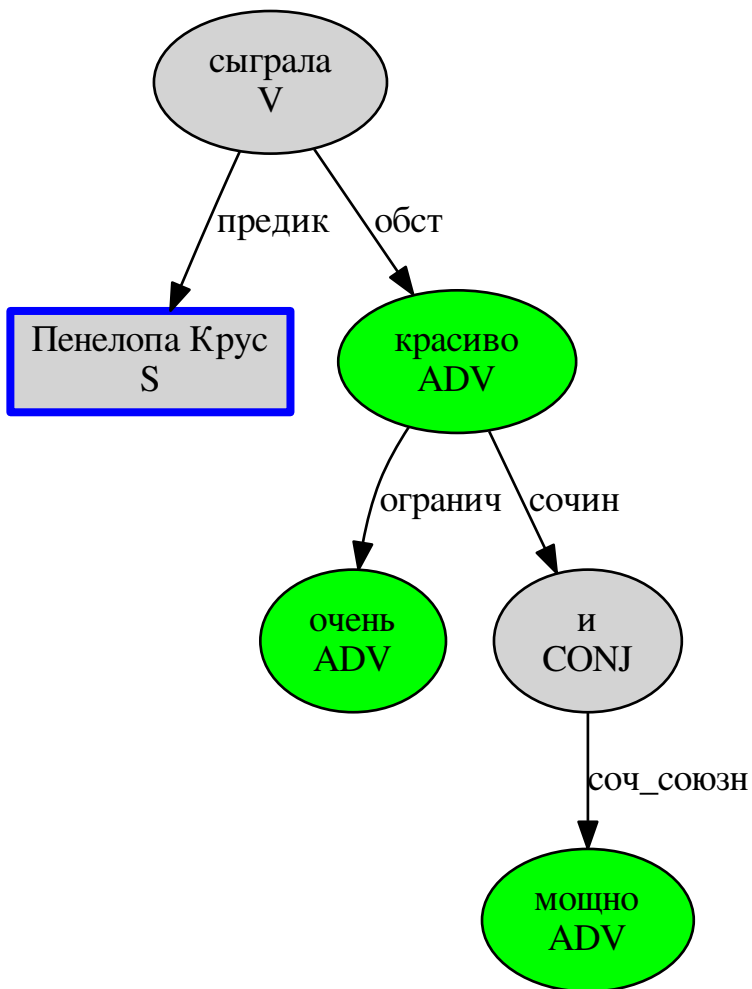 сыграла
V
предик
обст
Пенелопа Крус
S
красиво
ADV
огранич
сочин
очень
ADV
и
CONJ
соч_союзн
мощно
ADV